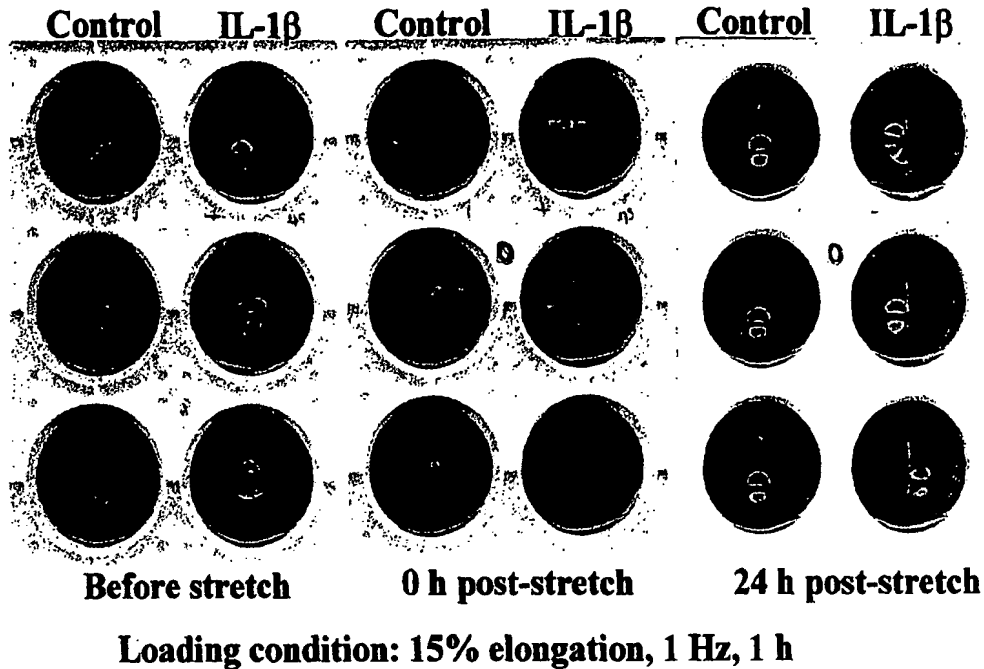 Control IL-1β Control IL-1β Control IL-1β
Before stretch 0 h post-stretch 24 h post-stretch
Loading condition: 15% elongation, 1 Hz, 1 h